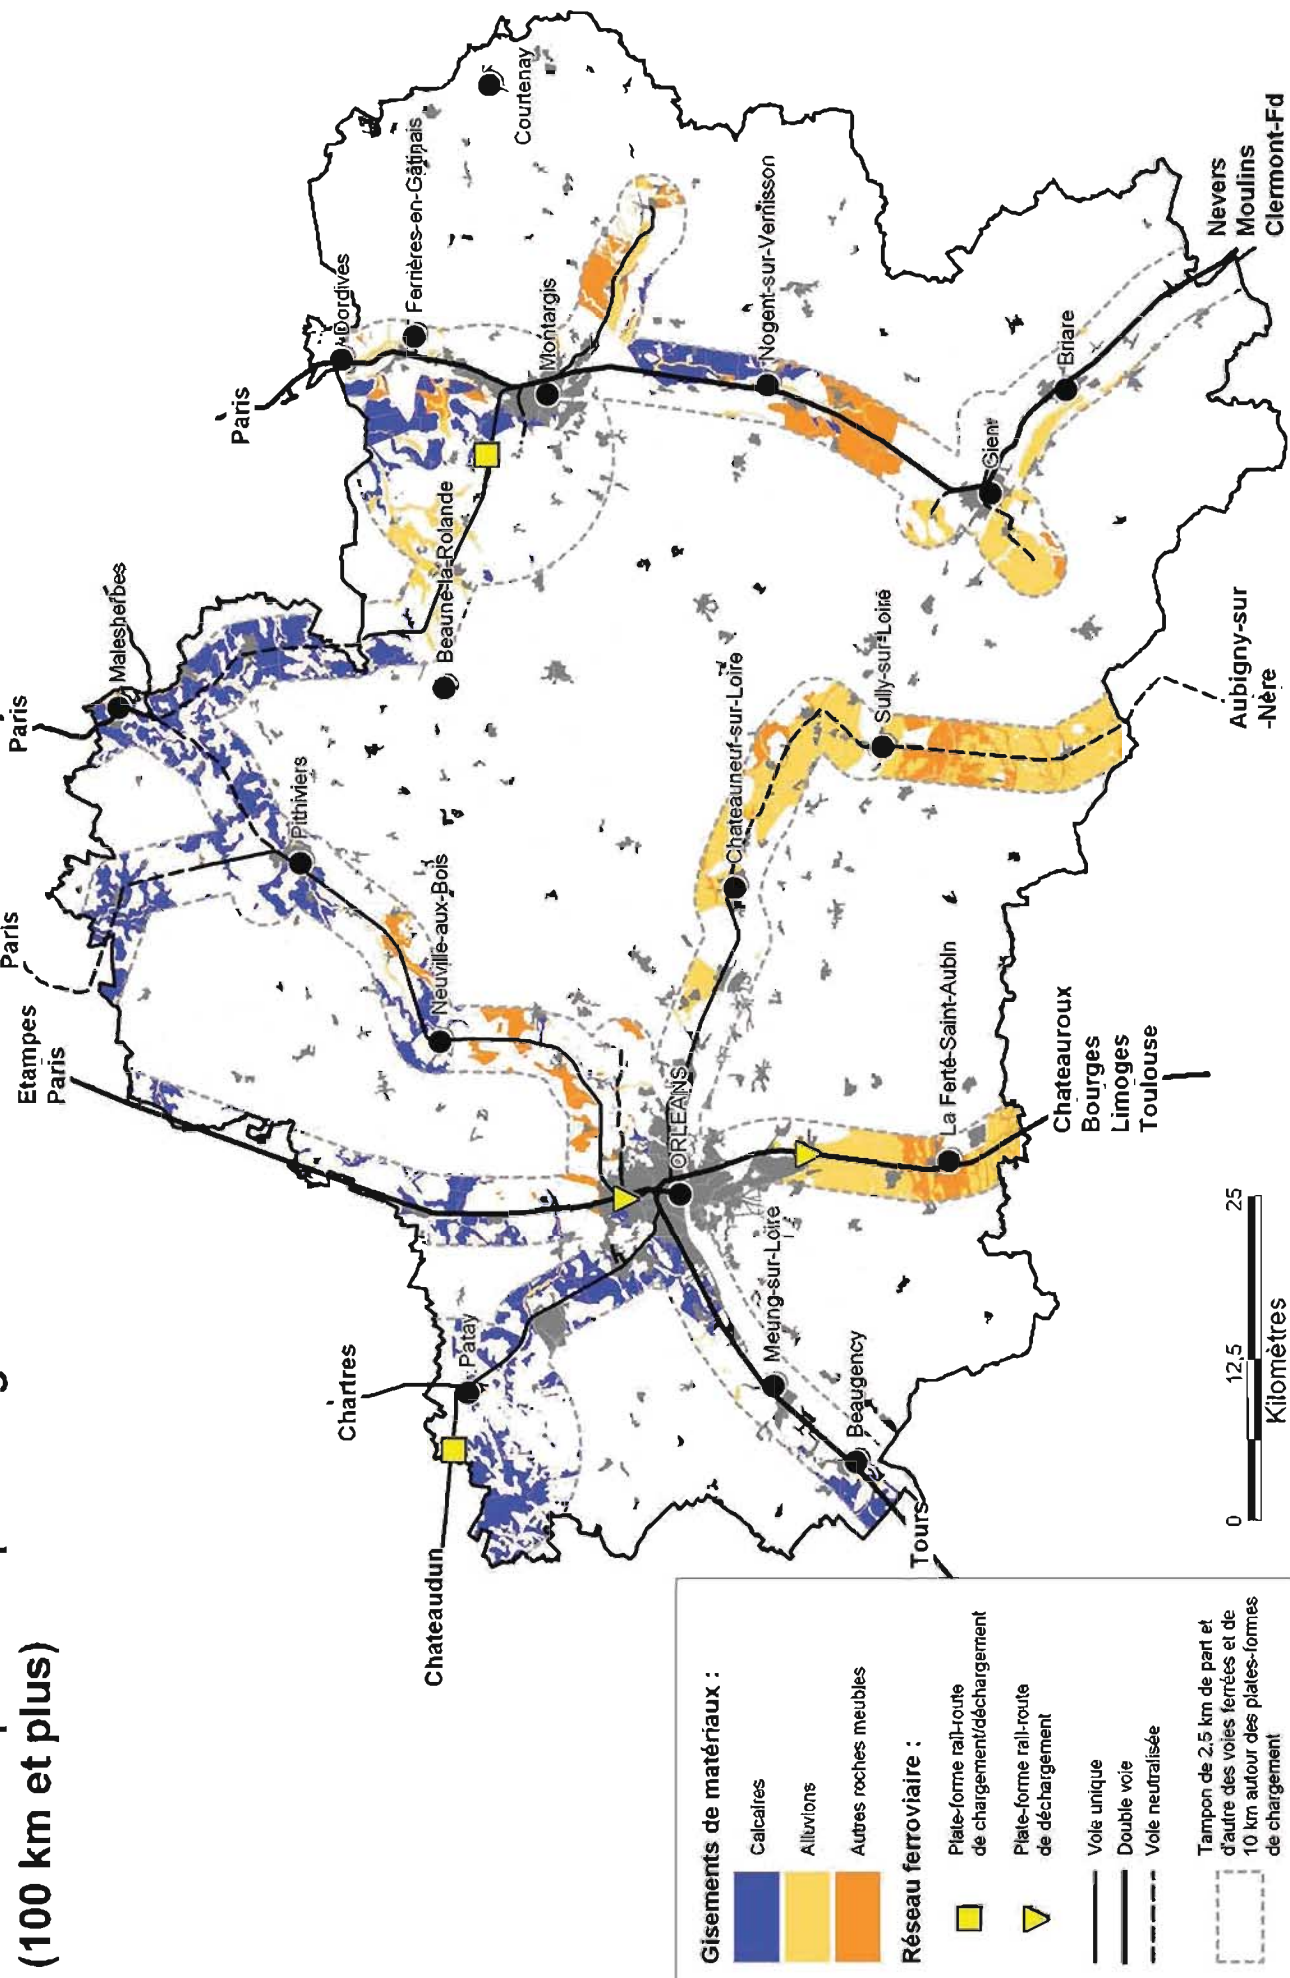 (100 km et plus)
Paris
Paris
Paris
Etampes
Paris
Chartres
Chateaudun
Tours
Chateauroux
Bourges
Limoges
Toulouse
Aubigny-sur
-Nère
Nevers
Moulins
Clermont-Fd
Malesherbes
Pithiviers
Neuville-aux-Bois
Beaune-la-Rolande
Dordives
Ferrières-en-Gâtinais
Courtenay
Montargis
Nogent-sur-Vernisson
Gien
Briare
Sully-sur-Loire
Chateauneuf-sur-Loire
ORLEANS
La Ferté-Saint-Aubin
Meung-sur-Loire
Beaugency
Patay
0 12,5 25
Kilomètres
Gisements de matériaux :
Calcaires
Alluvions
Autres roches meubles
Réseau ferroviaire :
Plate-forme rail-route
de chargement/déchargement
Plate-forme rail-route
de déchargement
Voie unique
Double voie
Voie neutralisée
Tampon de 2.5 km de part et
d'autre des voies ferrées et de
10 km autour des plates-formes
de chargement